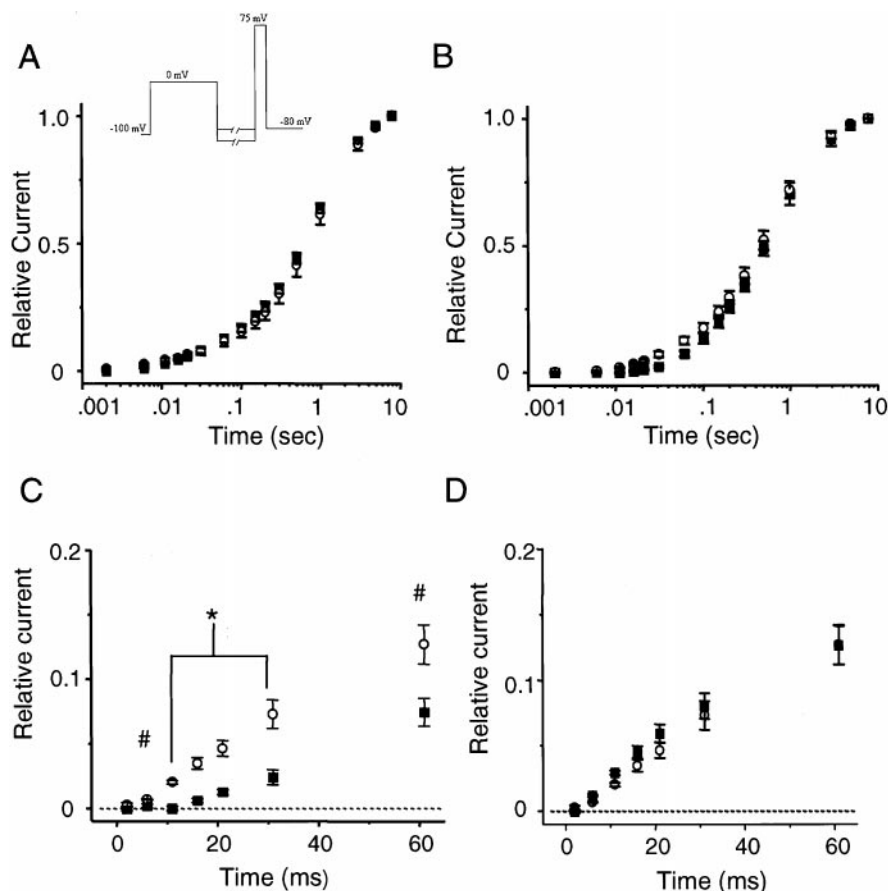 75 mV
A
B
0 mV
-100 mV
-80 mV
1.0
0.5
0
Relative Current
.001 .01 .1 1 10
Time (sec)
1.0
0.5
0
Relative Current
.001 .01 .1 1 10
Time (sec)
C
D
0.2
0.1
0
Relative current
#
*
#
0 20 40 60
Time (ms)
0.2
0.1
0
Relative current
0 20 40 60
Time (ms)